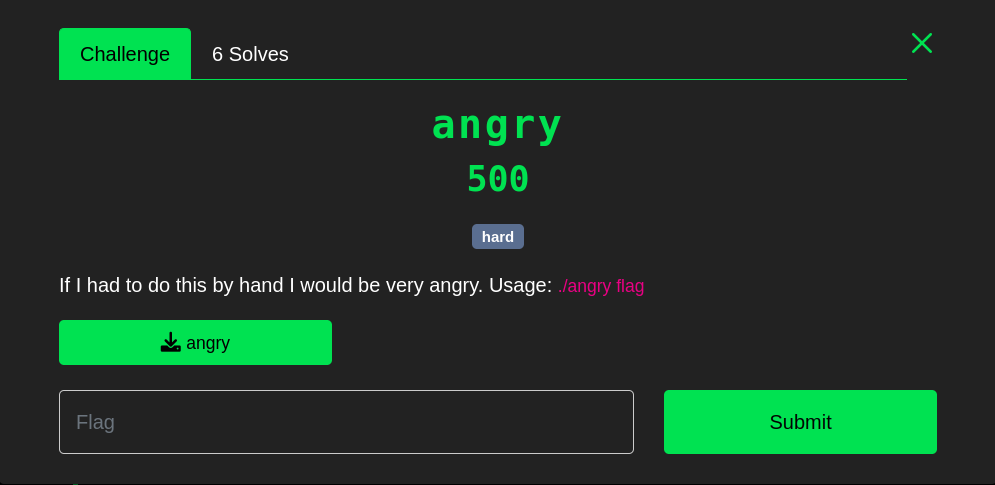 Challenge
6 Solves
angry
500
hard
If I had to do this by hand I would be very angry. Usage: ./angry flag
angry
Flag
Submit